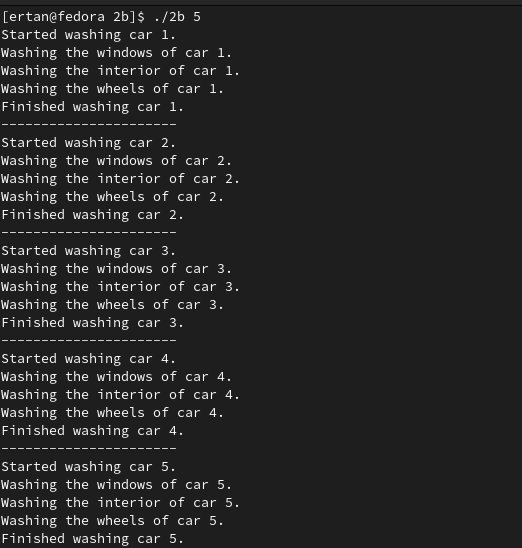 [ertan@fedora 2b]$ ./2b 5
Started washing car 1.
Washing the windows of car 1.
Washing the interior of car 1.
Washing the wheels of car 1.
Finished washing car 1.
----------------------
Started washing car 2.
Washing the windows of car 2.
Washing the interior of car 2.
Washing the wheels of car 2.
Finished washing car 2.
----------------------
Started washing car 3.
Washing the windows of car 3.
Washing the interior of car 3.
Washing the wheels of car 3.
Finished washing car 3.
----------------------
Started washing car 4.
Washing the windows of car 4.
Washing the interior of car 4.
Washing the wheels of car 4.
Finished washing car 4.
----------------------
Started washing car 5.
Washing the windows of car 5.
Washing the interior of car 5.
Washing the wheels of car 5.
Finished washing car 5.